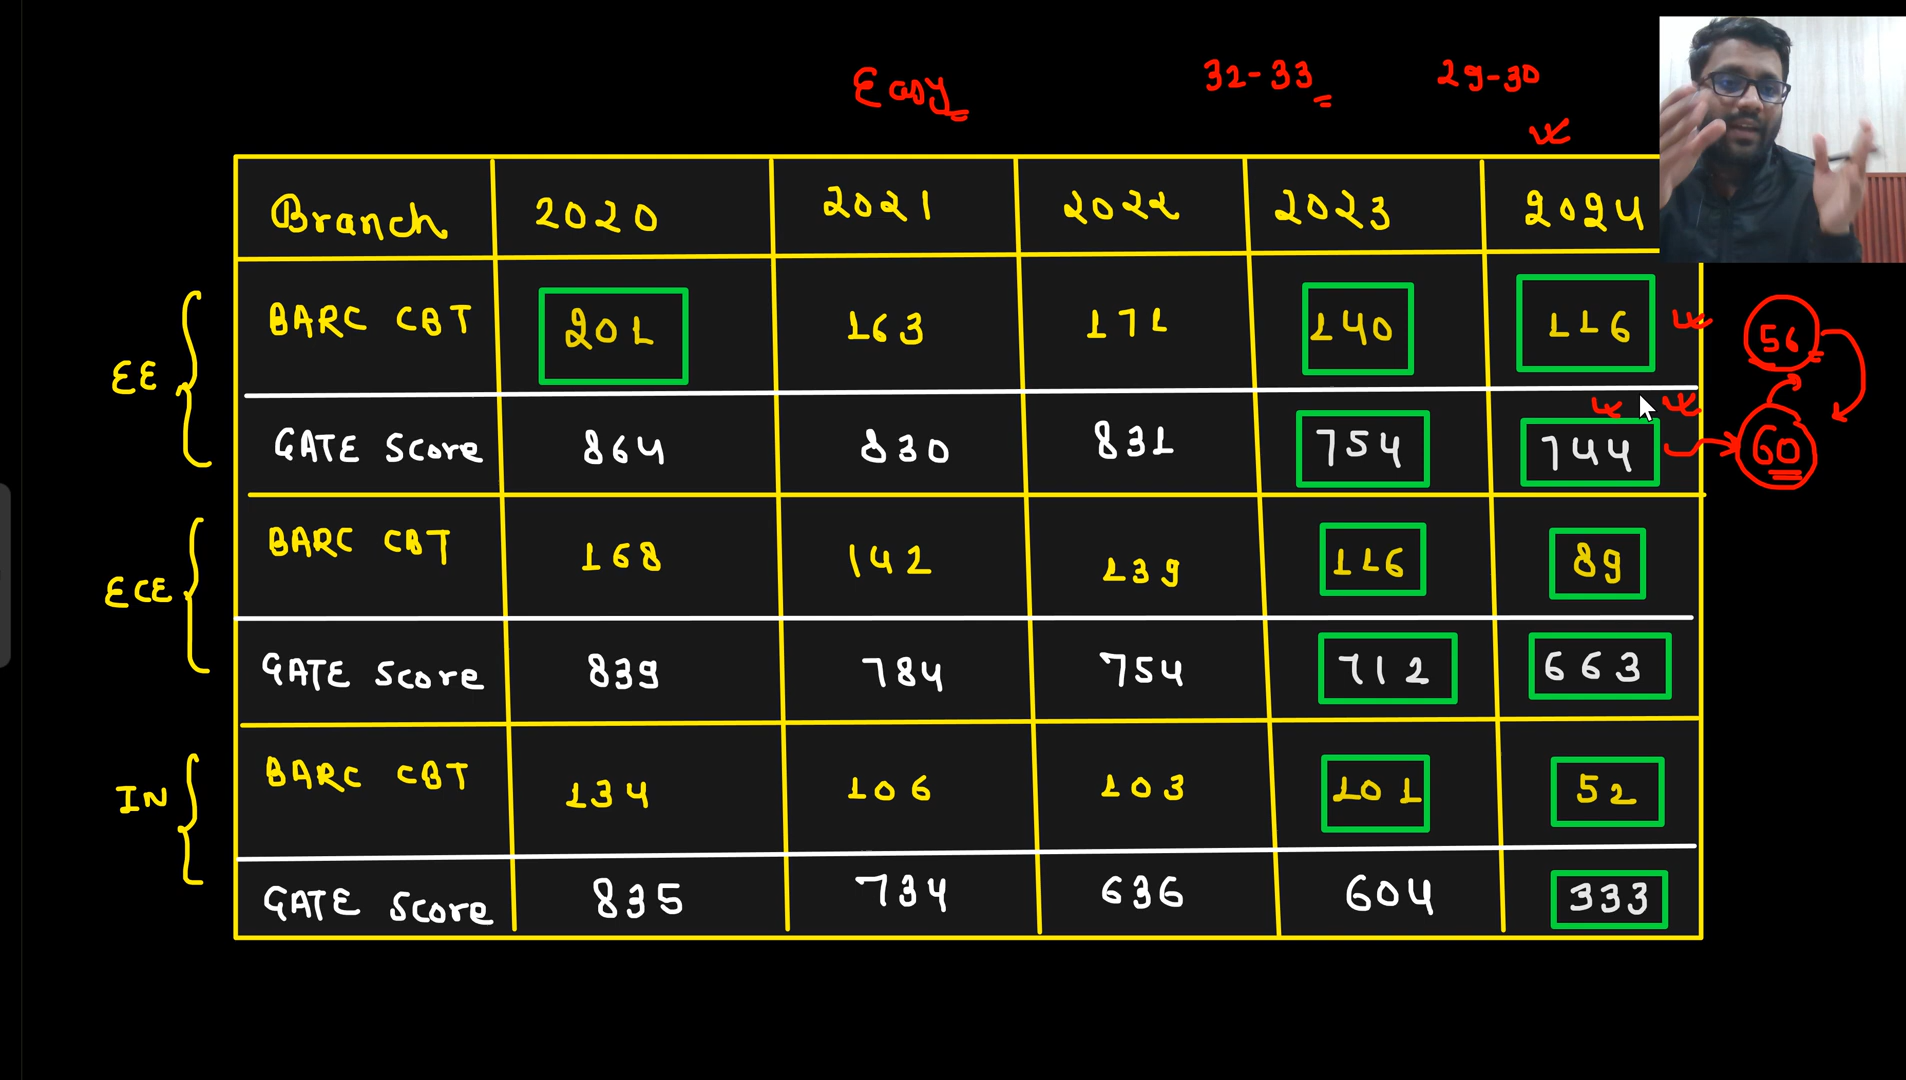 Easy 32-33 29-30
Branch 2020 2021 2022 2023 2024
BARC CBT 201 163 171 140 116 56
EE
GATE Score 864 830 831 754 744 60
BARC CBT 168 142 139 116 89
ECE
GATE Score 839 784 754 712 663
BARC CBT 134 106 103 101 52
IN
GATE Score 835 734 636 604 333